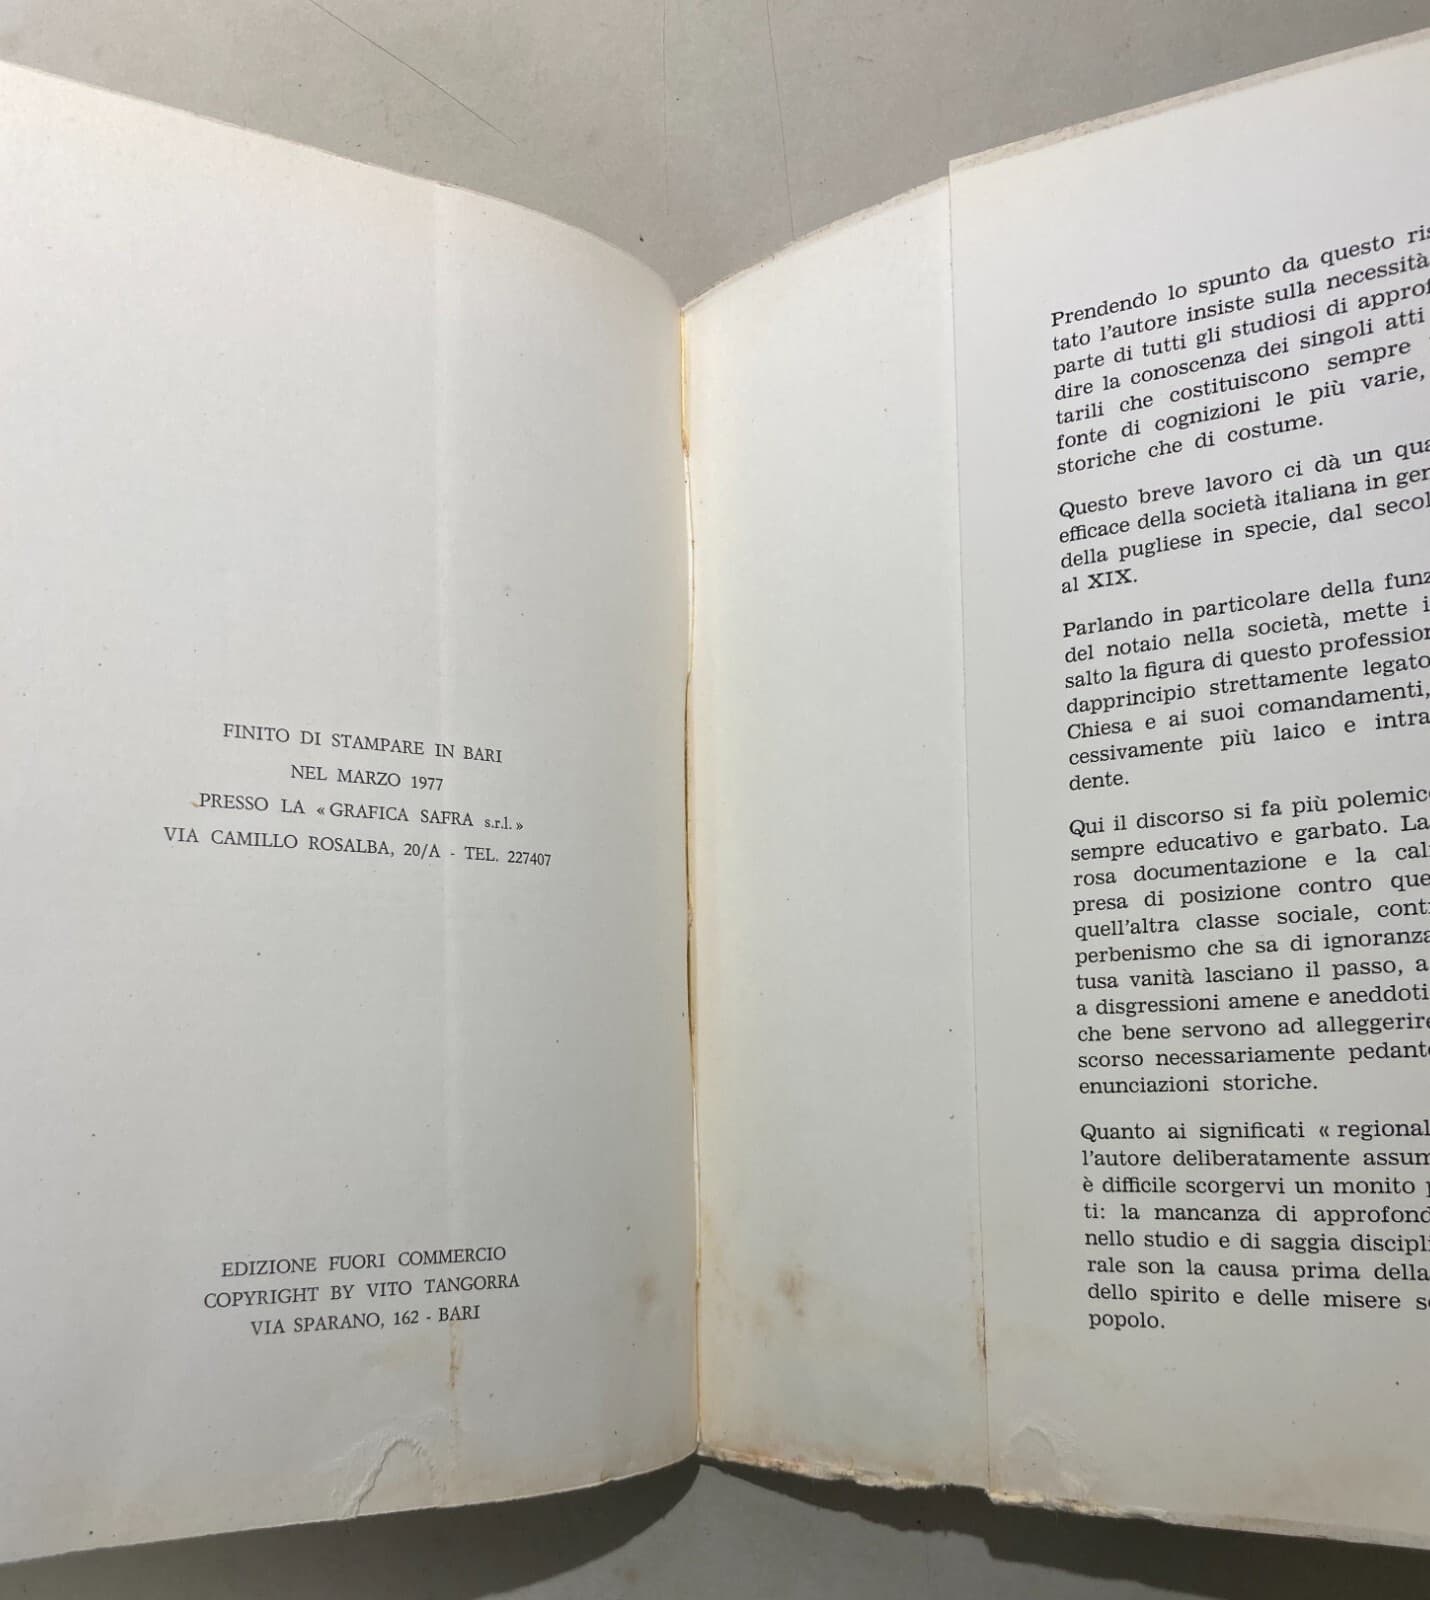 FINITO DI STAMPARE IN BARI
NEL MARZO 1977
PRESSO LA « GRAFICA SAFRA s.r.l. »
VIA CAMILLO ROSALBA, 20/A - TEL. 227407
EDIZIONE FUORI COMMERCIO
COPYRIGHT BY VITO TANGORRA
VIA SPARANO, 162 - BARI
Prendendo lo spunto da questo
tato l'autore insiste sulla necessità
parte di tutti gli studiosi di
dire la conoscenza dei singoli atti
tarili che costituiscono sempre
fonte di cognizioni le più varie,
storiche che di costume.
Questo breve lavoro ci dà un
efficace della società italiana in
della pugliese in specie, dal
al XIX.
Parlando in particolare della
del notaio nella società, mette
salto la figura di questo
dapprincipio strettamente legato
Chiesa e ai suoi comandamenti,
cessivamente più laico e
dente.
Qui il discorso si fa più
sempre educativo e garbato. La
rosa documentazione e la
presa di posizione contro
quell'altra classe sociale,
perbenismo che sa di
tusa vanità lasciano il passo, a
a disgressioni amene e
che bene servono ad
scorso necessariamente
enunciazioni storiche.
Quanto ai significati «
l'autore deliberatamente
è difficile scorgervi un monito
ti: la mancanza di
nello studio e di saggia
rale son la causa prima della
dello spirito e delle misere
popolo.